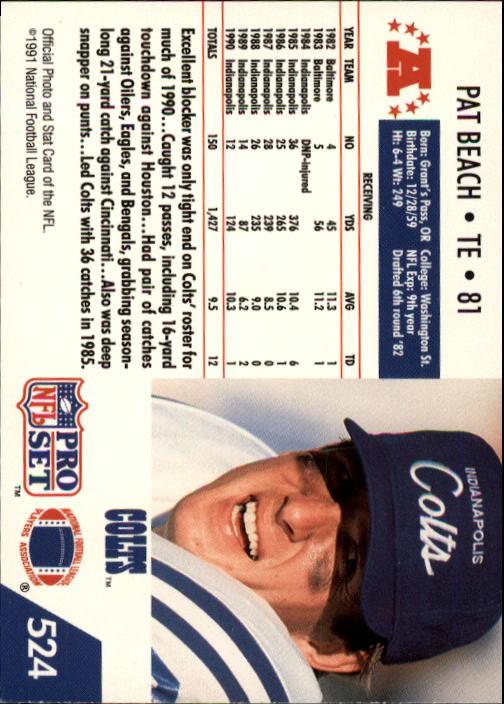 PAT BEACH • TE • 81
A
Born: Grant's Pass, OR College: Washington St.
Birthdate: 12/28/59 NFL Exp: 9th year
Ht: 6-4 Wt: 249 Drafted 6th round '82
RECEIVING
YEAR TEAM NO YDS AVG TD
1982 Baltimore 4 45 11.3 1
1983 Baltimore 5 56 11.2 1
1984 Indianapolis DNP-injured
1985 Indianapolis 36 376 10.4 6
1986 Indianapolis 25 265 10.6 1
1987 Indianapolis 28 239 8.5 0
1988 Indianapolis 26 235 9.0 0
1989 Indianapolis 14 87 6.2 2
1990 Indianapolis 12 124 10.3 1
TOTALS 150 1,427 9.5 12
Excellent blocker was only tight end on Colts' roster for
much of 1990...Caught 12 passes, including 16-yard
touchdown against Houston...Had pair of catches
against Oilers, Eagles, and Bengals, grabbing season-
long 21-yard catch against Cincinnati...Also was deep
snapper on punts....Led Colts with 36 catches in 1985.
Official Photo and Stat Card of the NFL.
©1991 National Football League.
INDIANAPOLIS
Colts
COLTS™
PRO
NFL SET™
NATIONAL FOOTBALL LEAGUE
PLAYERS ASSOCIATION®
524